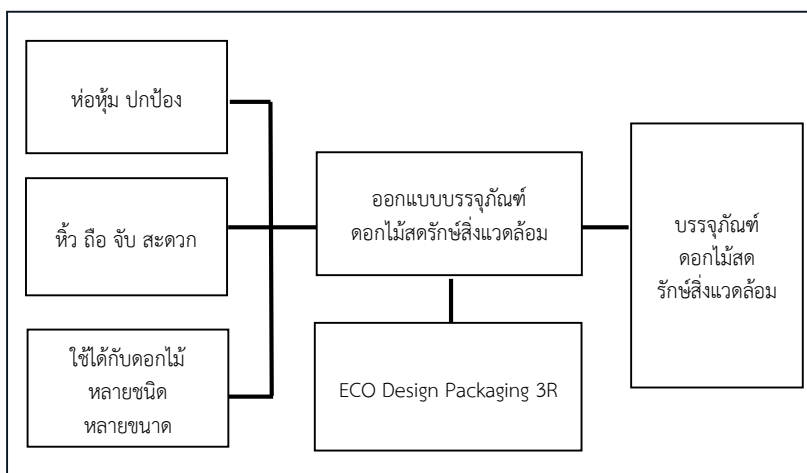 ห่อหุ้ม ปกป้อง
หิ้ว ถือ จับ สะดวก
ใช้ได้กับดอกไม้
หลายชนิด
หลายขนาด
ออกแบบบรรจุภัณฑ์
ดอกไม้สดรักษ์สิ่งแวดล้อม
ECO Design Packaging 3R
บรรจุภัณฑ์
ดอกไม้สด
รักษ์สิ่งแวดล้อม